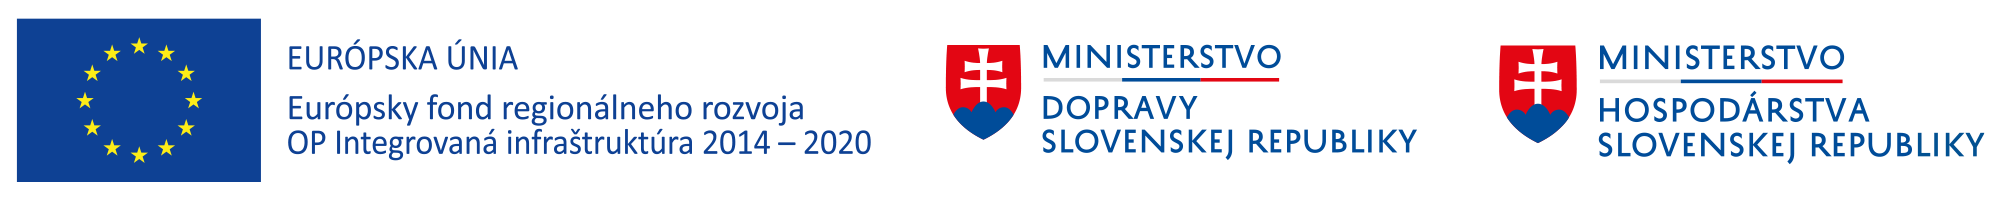 EURÓPSKA ÚNIA
Európsky fond regionálneho rozvoja
OP Integrovaná infraštruktúra 2014 – 2020
MINISTERSTVO
DOPRAVY
SLOVENSKEJ REPUBLIKY
MINISTERSTVO
HOSPODÁRSTVA
SLOVENSKEJ REPUBLIKY